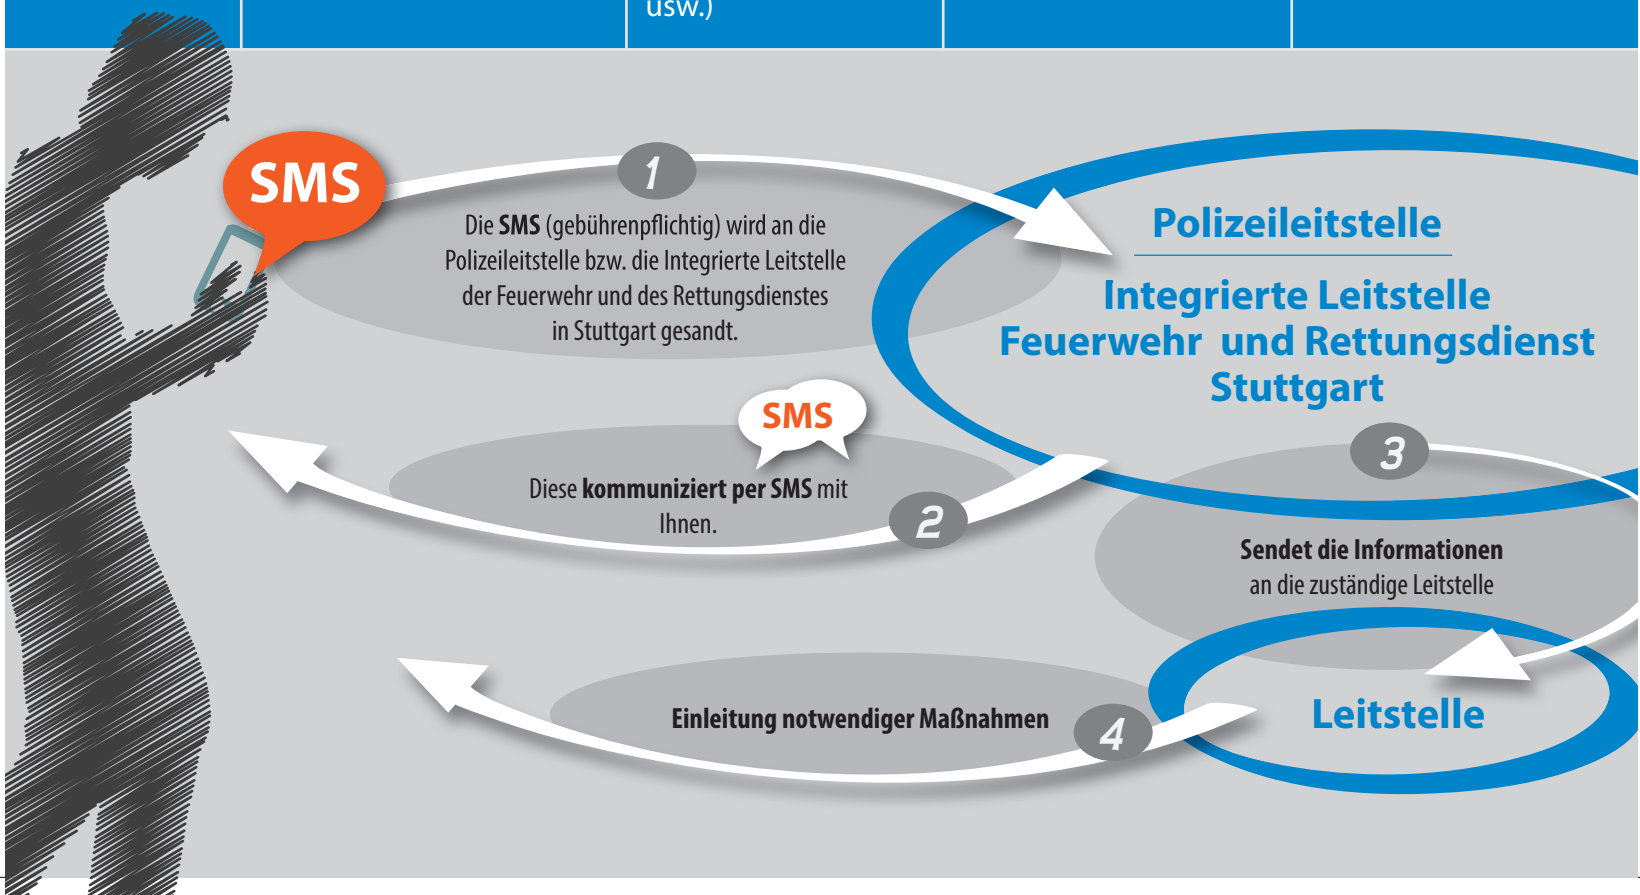 usw.)
SMS
1
Die SMS (gebührenpflichtig) wird an die
Polizeileitstelle bzw. die Integrierte Leitstelle
der Feuerwehr und des Rettungsdienstes
in Stuttgart gesandt.
Polizeileitstelle
Integrierte Leitstelle
Feuerwehr und Rettungsdienst
Stuttgart
SMS
Diese kommuniziert per SMS mit
Ihnen.
2
3
Sendet die Informationen
an die zuständige Leitstelle
Einleitung notwendiger Maßnahmen
4
Leitstelle